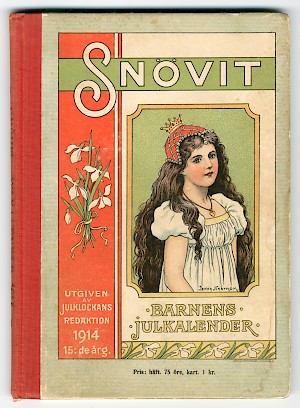 SNÖVIT
UTGIVEN
AV
JULKLOCKANS
REDAKTION
1914
15:de årg.
BARNENS
JULKALENDER
Pris: häft. 75 öre, kart. 1 kr.